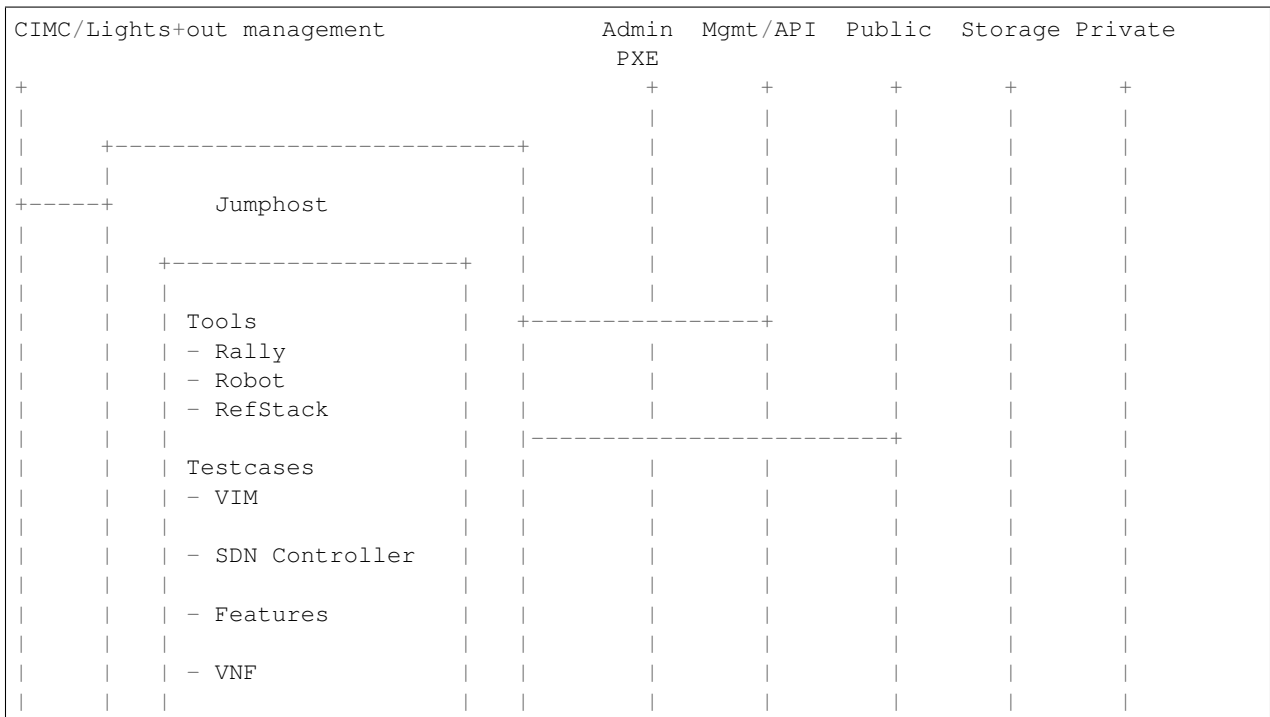 CIMC/Lights+out management Admin Mgmt/API Public Storage Private
PXE
Jumphost
Tools
- Rally
- Robot
- RefStack
Testcases
- VIM
- SDN Controller
- Features
- VNF